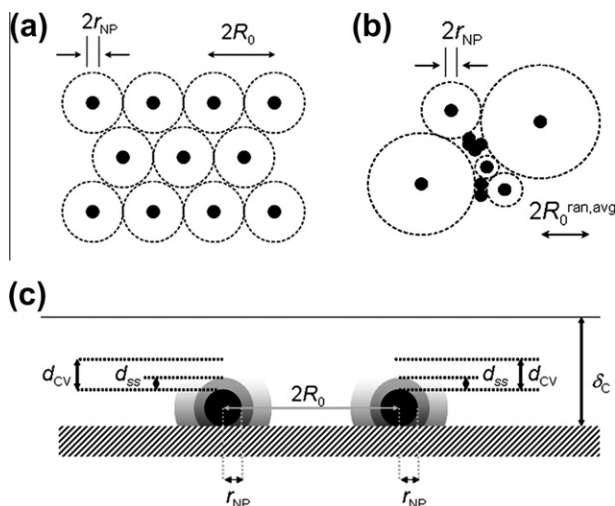 (a)
2r_NP
2R_0
(b)
2r_NP
2R_0^ran,avg
(c)
d_CV
d_ss
2R_0
d_ss
d_CV
δ_C
r_NP
r_NP